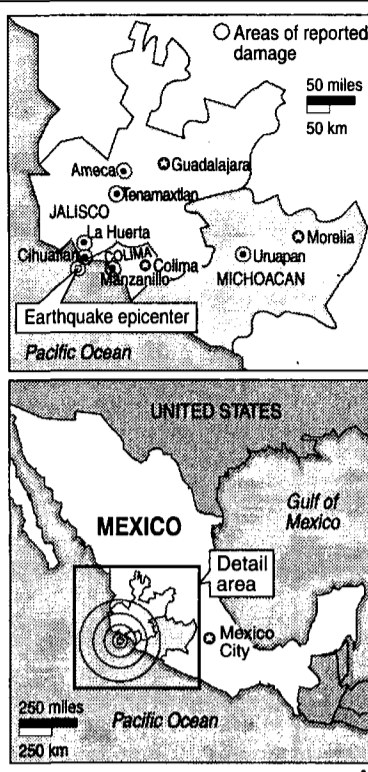 Areas of reported
damage
50 miles
50 km
Ameca
Guadalajara
Tenamaxtlan
JALISCO
La Huerta
Cihuatlan
COLIMA
Colima
Manzanillo
Uruapan
Morelia
MICHOACAN
Earthquake epicenter
Pacific Ocean
UNITED STATES
Gulf of
Mexico
MEXICO
Detail
area
Mexico
City
250 miles
250 km
Pacific Ocean